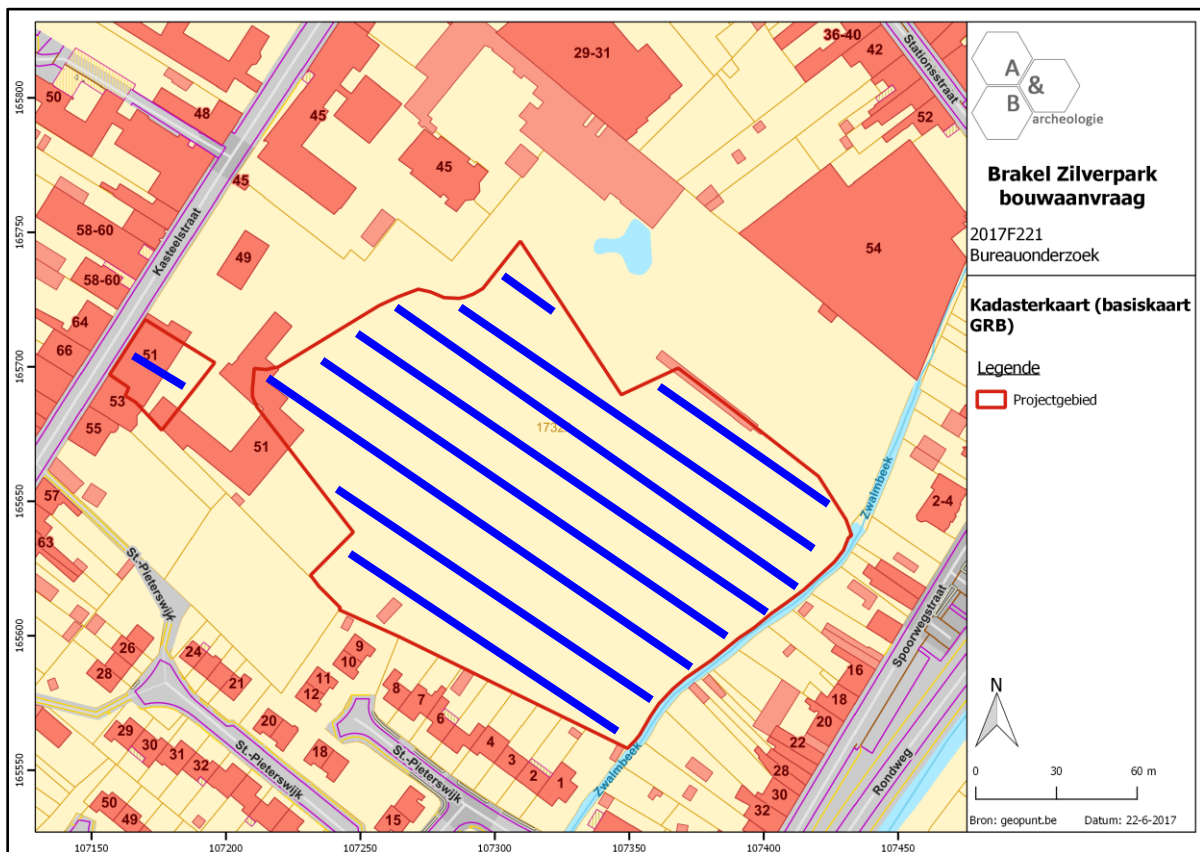 A
&
B
archeologie
Brakel Zilverpark
bouwaanvraag
2017F221
Bureauonderzoek
Kadasterkaart (basiskaart
GRB)
Legende
Projectgebied
N
0 30 60 m
Bron: geopunt.be Datum: 22-6-2017
165800
165750
165700
165650
165600
165550
107150 107200 107250 107300 107350 107400 107450
29-31
36-40
42
Stationsstraat
52
50
48
45
45
45
54
58-60
Kasteelstraat
49
58-60
64
66
51
53
55
51
1732
57
63
St.-Pieterswijk
Zwalmbeek
2-4
Spoorwegstraat
26
28
24
21
9
10
11
12
8
7
6
4
3
2
1
16
18
20
22
28
30
32
Rondweg
29
30
31
32
20
18
St.-Pieterswijk
St.-Pieterswijk
Zwalmbeek
50
49
15